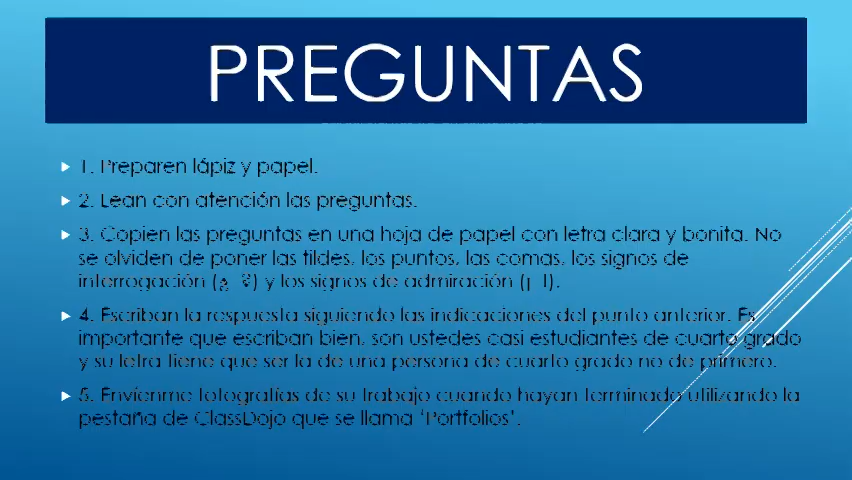 PREGUNTAS
1. Preparen lápiz y papel.
2. Lean con atención las preguntas.
3. Copien las preguntas en una hoja de papel con letra clara y bonita. No
se olviden de poner las tildes, los puntos, las comas, los signos de
interrogación (¿ ?) y los signos de admiración (¡ !).
4. Escriban la respuesta siguiendo las indicaciones del punto anterior. Es
importante que escriban bien, son ustedes casi estudiantes de cuarto grado
y su letra tiene que ser la de una persona de cuarto grado no de primero.
5. Envíenme fotografías de su trabajo cuando hayan terminado utilizando la
pestaña de ClassDojo que se llama ‘Portfolios’.